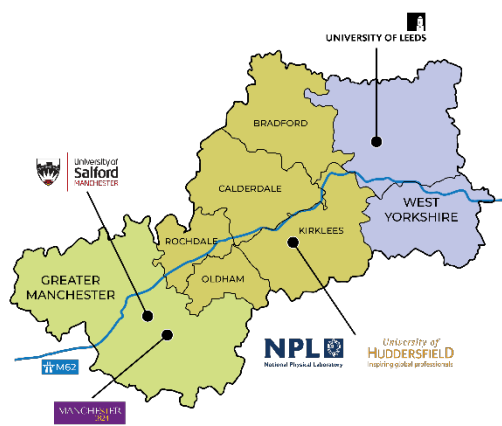 UNIVERSITY OF LEEDS
BRADFORD
University of
Salford
MANCHESTER
CALDERDALE
WEST
YORKSHIRE
ROCHDALE
KIRKLEES
GREATER
MANCHESTER
OLDHAM
NPL
National Physical Laboratory
University of
HUDDERSFIELD
Inspiring global professionals
M62
MANCHESTER
1824